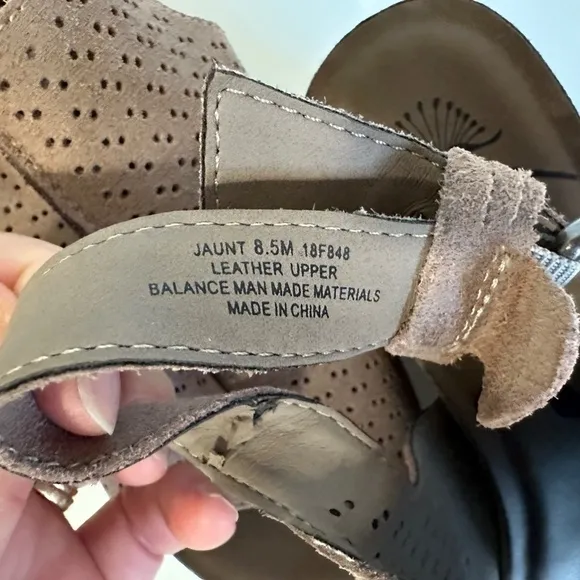 JAUNT 8.5M 18F848
LEATHER UPPER
BALANCE MAN MADE MATERIALS
MADE IN CHINA